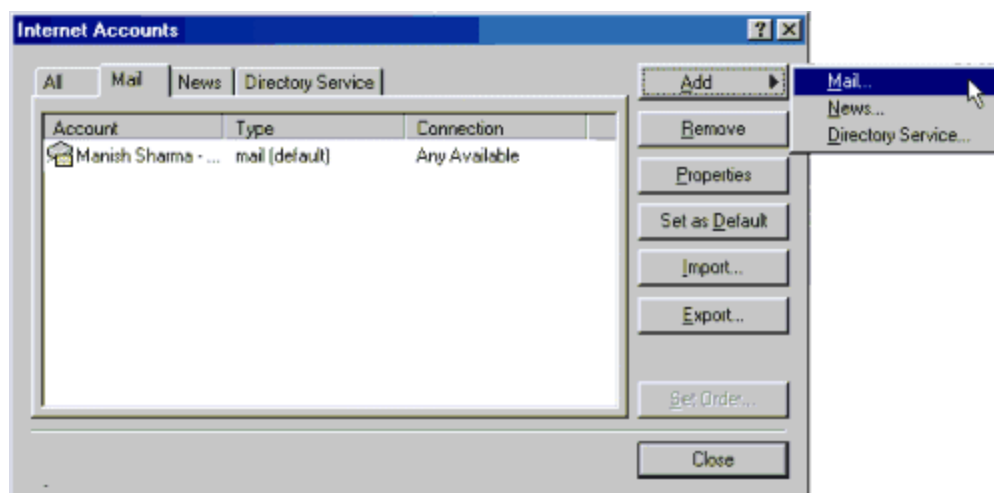 Internet Accounts
All Mail News Directory Service
Account Type Connection
Manish Sharma - ... mail (default) Any Available
Add
Remove
Properties
Set as Default
Import...
Export...
Set Order...
Close
Mail...
News...
Directory Service...